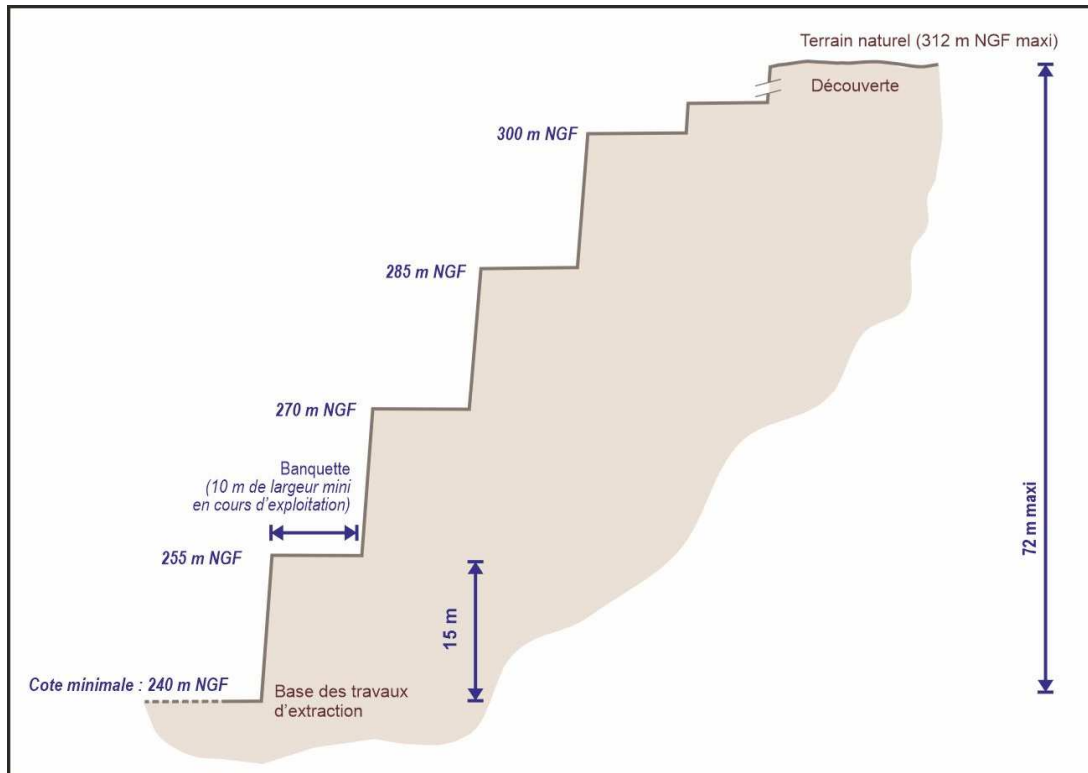 Terrain naturel (312 m NGF maxi)
Découverte
300 m NGF
285 m NGF
270 m NGF
Banquette
(10 m de largeur mini
en cours d'exploitation)
255 m NGF
15 m
72 m maxi
Cote minimale : 240 m NGF
Base des travaux
d'extraction